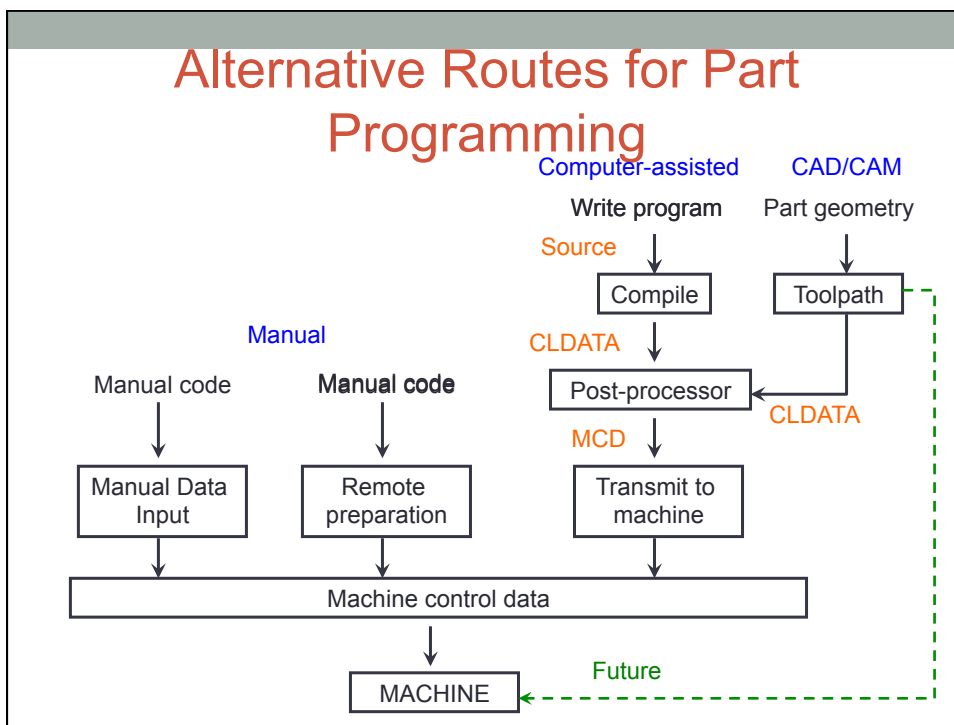 Alternative Routes for Part
Programming
Computer-assisted
CAD/CAM
Write program
Part geometry
Source
Compile
Toolpath
Manual
CLDATA
Manual code
Manual code
Post-processor
CLDATA
MCD
Manual Data
Input
Remote
preparation
Transmit to
machine
Machine control data
Future
MACHINE